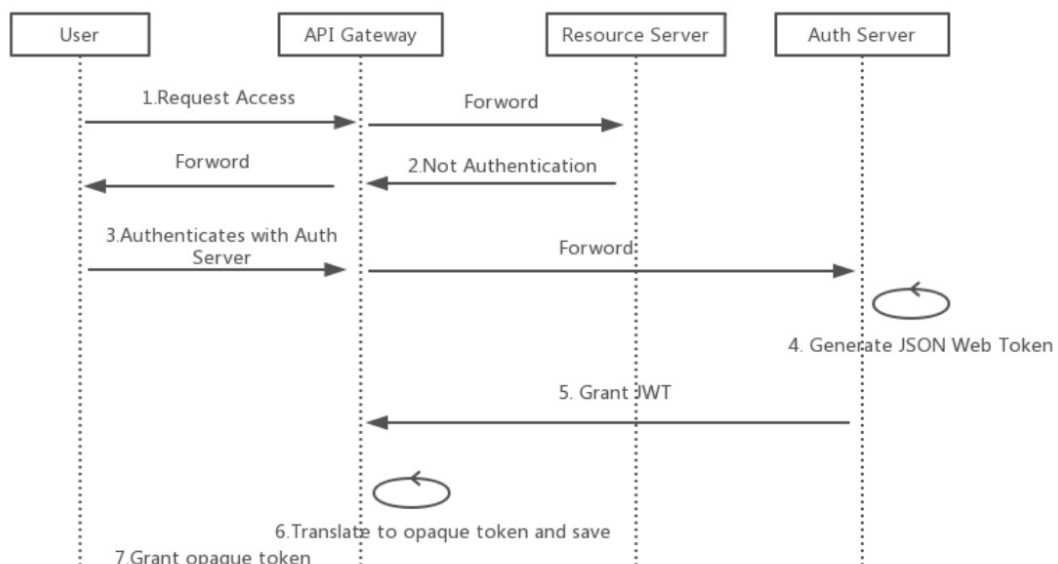 User
API Gateway
Resource Server
Auth Server
1.Request Access
Forword
Forword
2.Not Authentication
3.Authenticates with Auth
Server
Forword
4. Generate JSON Web Token
5. Grant JWT
6.Translate to opaque token and save
7.Grant opaque token